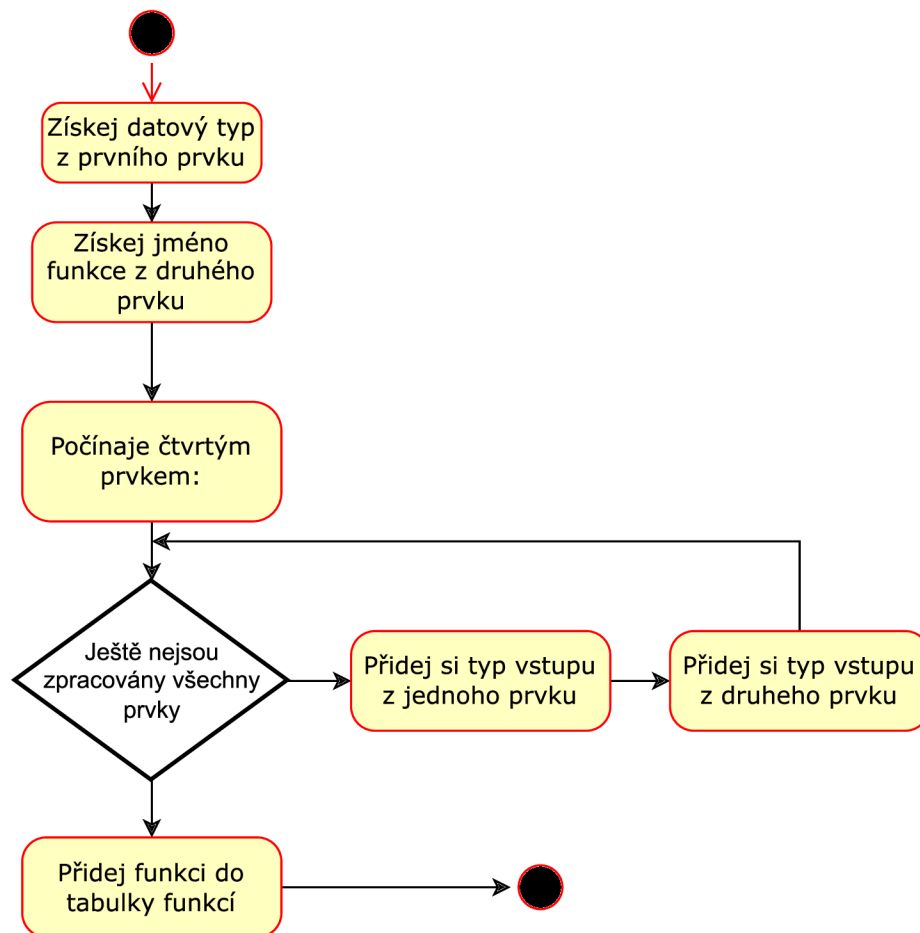 Získej datový typ
z prvního prvku
Získej jméno
funkce z druhého
prvku
Počínaje čtvrtým
prvkem:
Ještě nejsou
zpracovány všechny
prvky
Přidej si typ vstupu
z jednoho prvku
Přidej si typ vstupu
z druheho prvku
Přidej funkci do
tabulky funkcí